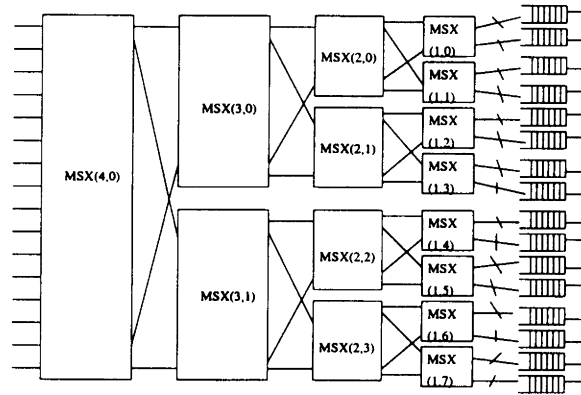 MSX(4,0)
MSX(3,0)
MSX(3,1)
MSX(2,0)
MSX(2,1)
MSX(2,2)
MSX(2,3)
MSX
(1,0)
MSX
(1,1)
MSX
(1,2)
MSX
(1,3)
MSX
(1,4)
MSX
(1,5)
MSX
(1,6)
MSX
(1,7)